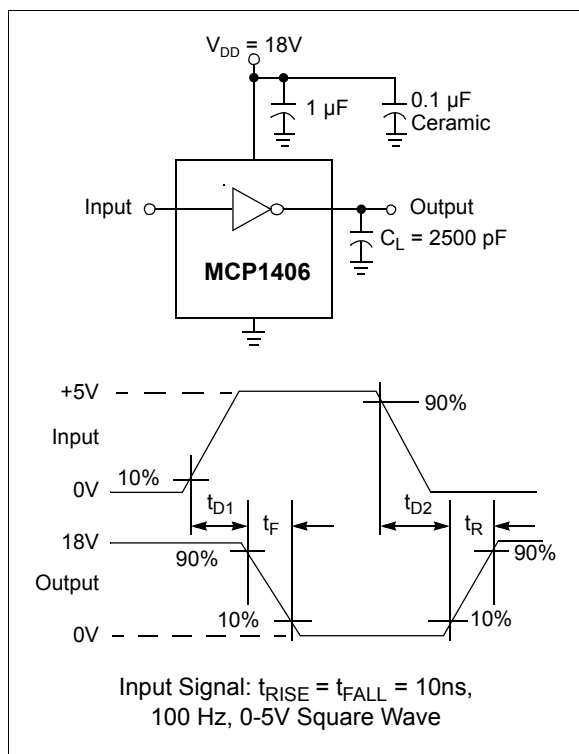 V_DD = 18V
1 µF
0.1 µF
Ceramic
Input
Output
C_L = 2500 pF
MCP1406
+5V
90%
Input
10%
0V
t_D1
t_F
t_D2
t_R
18V
90%
90%
Output
10%
10%
0V
Input Signal: t_RISE = t_FALL = 10ns,
100 Hz, 0-5V Square Wave